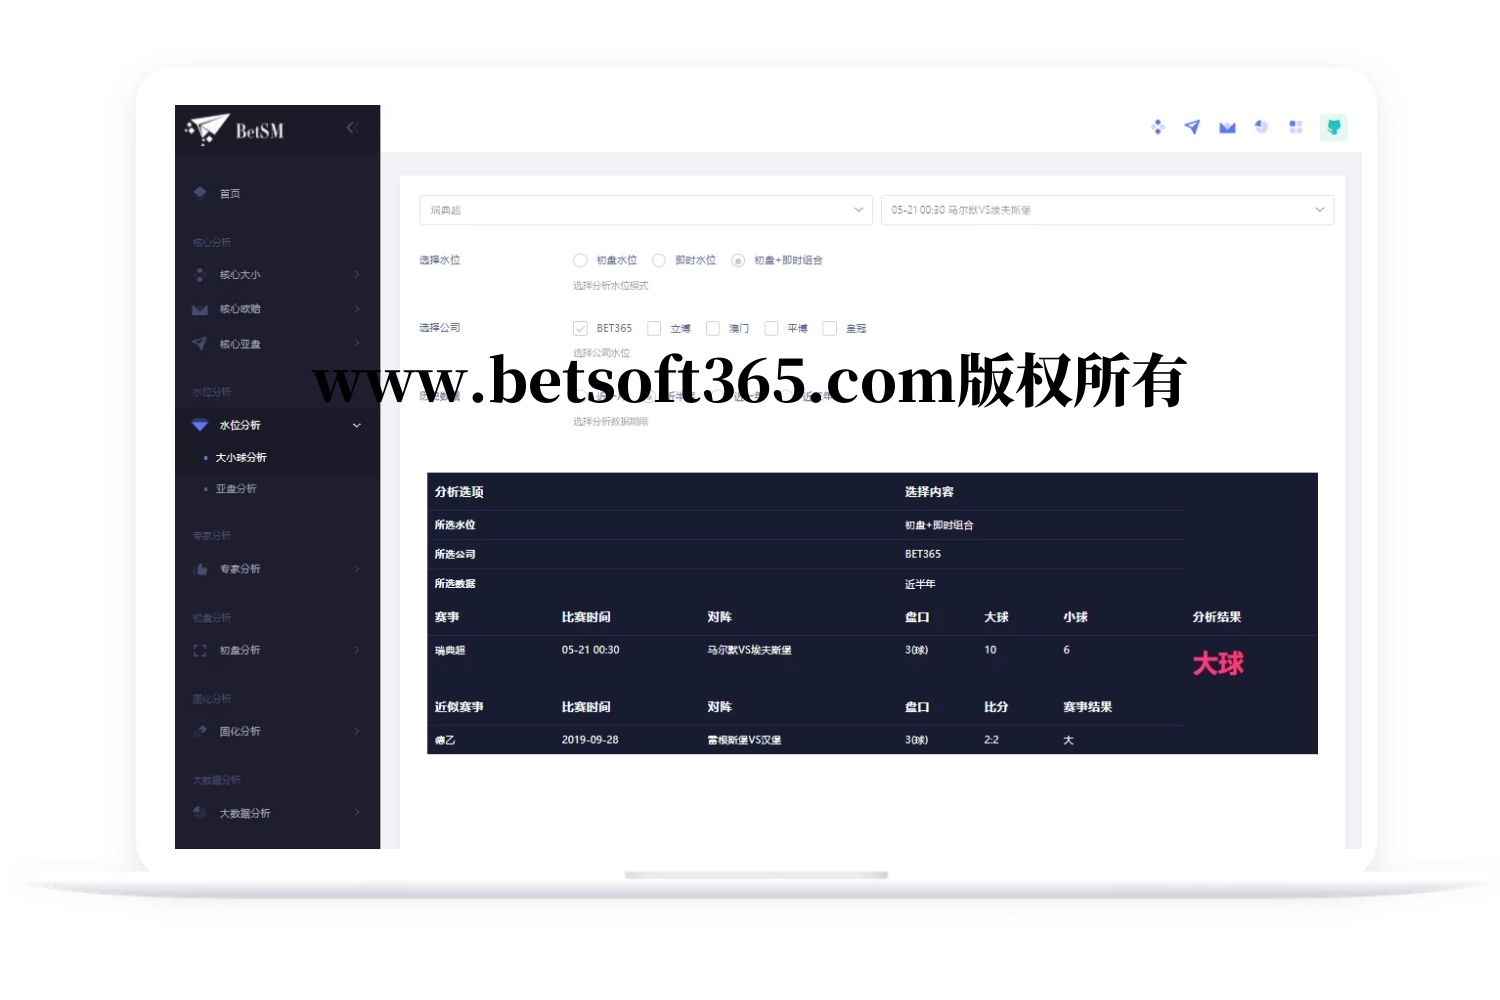 BetSM
首页
核心分析
核心大小
核心欧赔
核心亚盘
水位分析
水位分析
大小球分析
亚盘分析
专家分析
专家分析
初盘分析
初盘分析
固化分析
固化分析
大数据分析
大数据分析
瑞典超
05-21 00:30 马尔默VS埃夫斯堡
选择水位
初盘水位 即时水位 初盘+即时组合
选择分析水位模式
选择公司
BET365 立博 澳门 平博 皇冠
选择公司水位
www.betsoft365.com版权所有
选择分析数据期限
分析选项 选择内容
所选水位 初盘+即时组合
所选公司 BET365
所选数据 近半年
赛事 比赛时间 对阵 盘口 大球 小球 分析结果
瑞典超 05-21 00:30 马尔默VS埃夫斯堡 3(球) 10 6 大球
近似赛事 比赛时间 对阵 盘口 比分 赛事结果
德乙 2019-09-28 雷根斯堡VS汉堡 3(球) 2:2 大